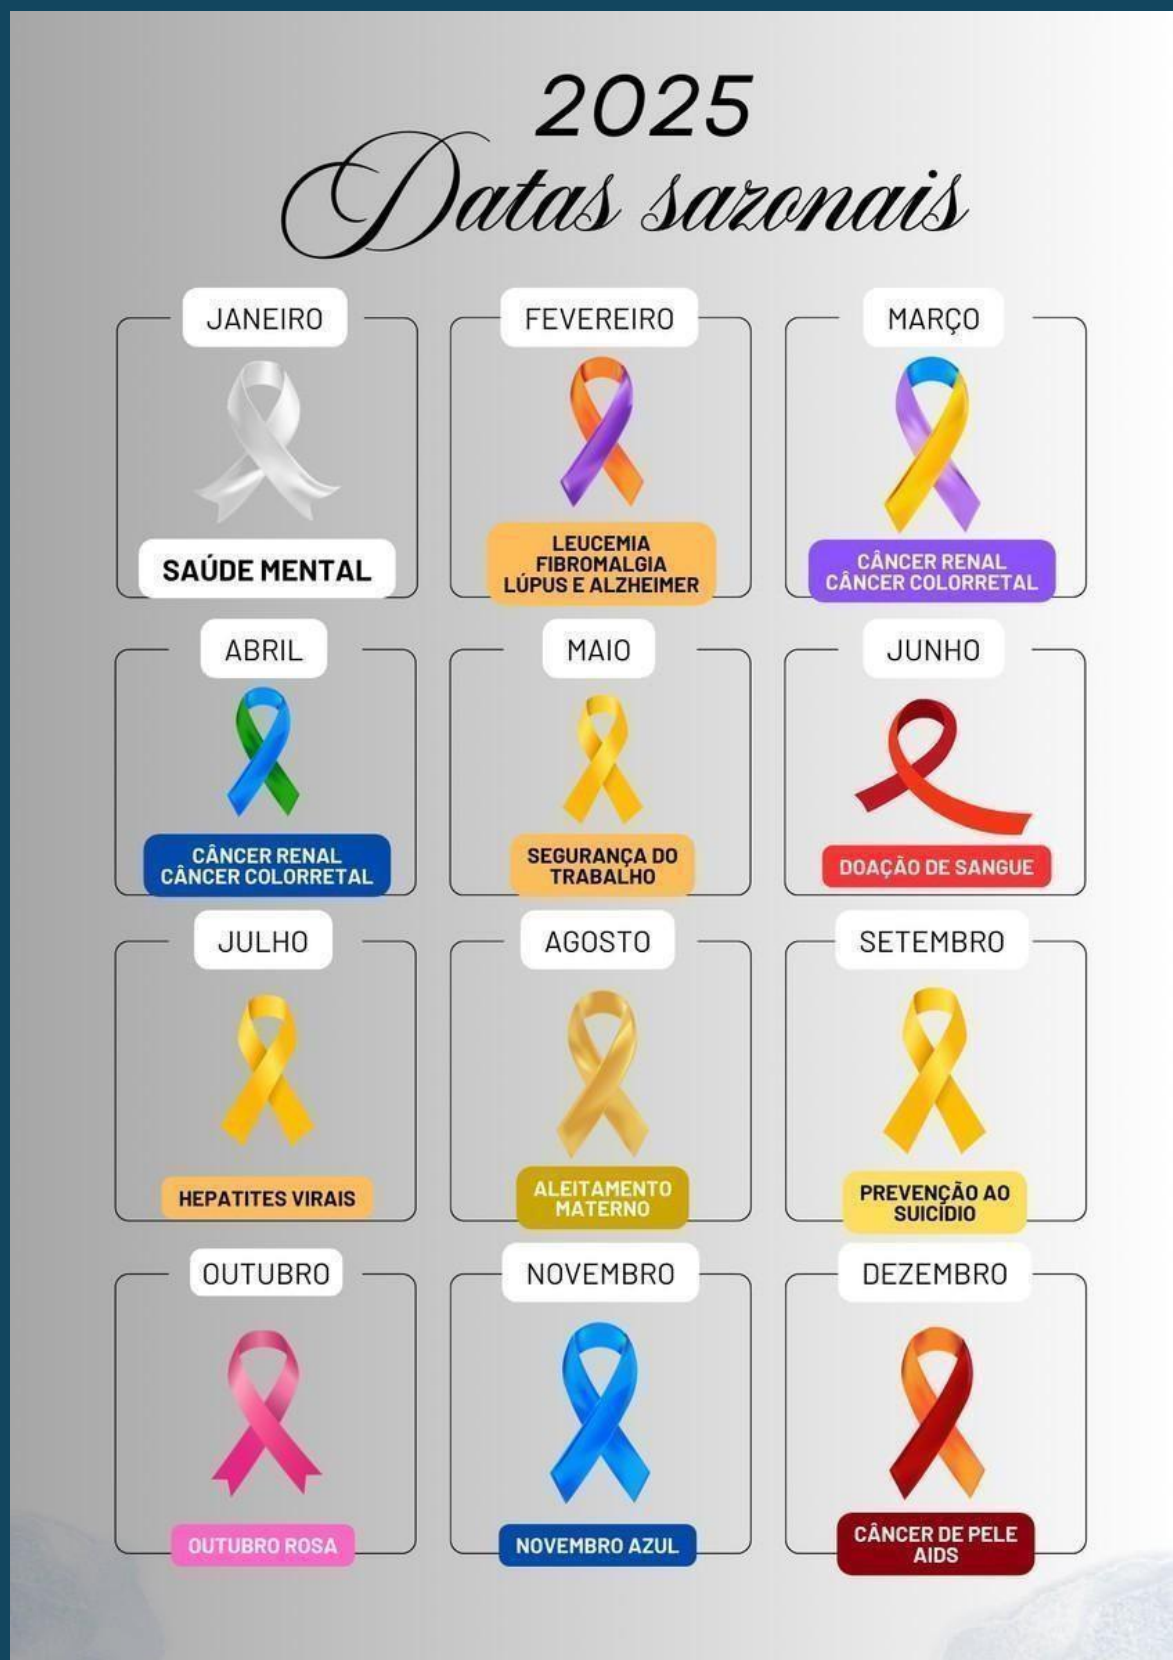 2025
Datas sazonais
JANEIRO
SAÚDE MENTAL
FEVEREIRO
LEUCEMIA
FIBROMALGIA
LÚPUS E ALZHEIMER
MARÇO
CÂNCER RENAL
CÂNCER COLORRETAL
ABRIL
CÂNCER RENAL
CÂNCER COLORRETAL
MAIO
SEGURANÇA DO
TRABALHO
JUNHO
DOAÇÃO DE SANGUE
JULHO
HEPATITES VIRAIS
AGOSTO
ALEITAMENTO
MATERNO
SETEMBRO
PREVENÇÃO AO
SUICÍDIO
OUTUBRO
OUTUBRO ROSA
NOVEMBRO
NOVEMBRO AZUL
DEZEMBRO
CÂNCER DE PELE
AIDS